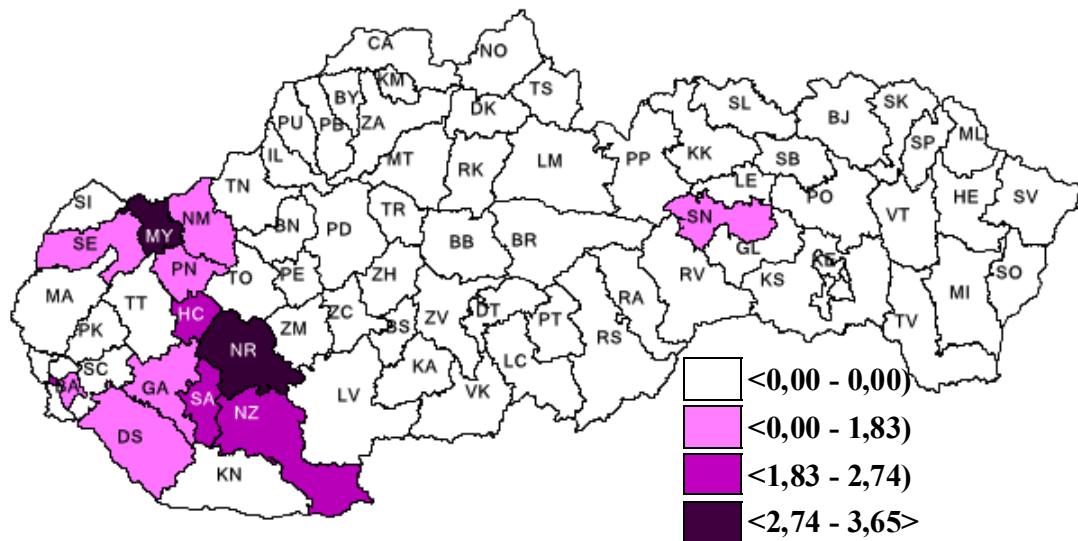 CA
NO
KM
TS
BY
PU
PB
ZA
DK
SL
SK
BJ
ML
SP
IL
MT
RK
LM
PP
KK
SB
TN
LE
PO
HE
SV
SI
NM
TR
SN
VT
MY
BN
PD
BB
BR
SE
GL
KE
PN
TO
PE
ZH
RV
KS
SO
MA
TT
HC
ZC
DT
RA
MI
PK
ZM
BS
ZV
PT
RS
TV
NR
SC
LC
BA
GA
SA
NZ
LV
KA
VK
DS
KN
<0,00 - 0,00)
<0,00 - 1,83)
<1,83 - 2,74)
<2,74 - 3,65>